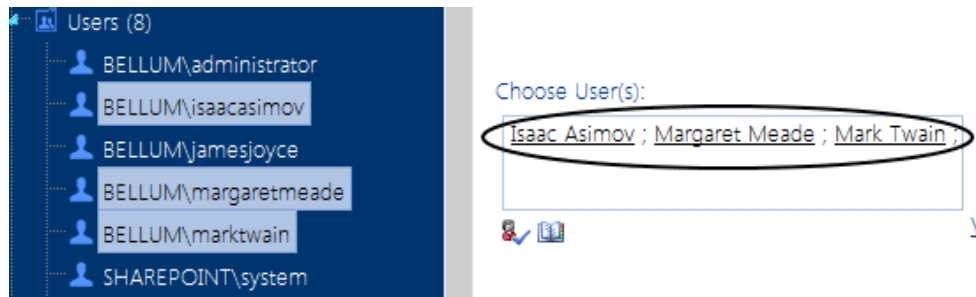 Users (8)
BELLUM\administrator
BELLUM\isaacasimov
BELLUM\jamesjoyce
BELLUM\margaretmeade
BELLUM\marktwain
SHAREPOINT\system
Choose User(s):
Isaac Asimov ; Margaret Meade ; Mark Twain ;